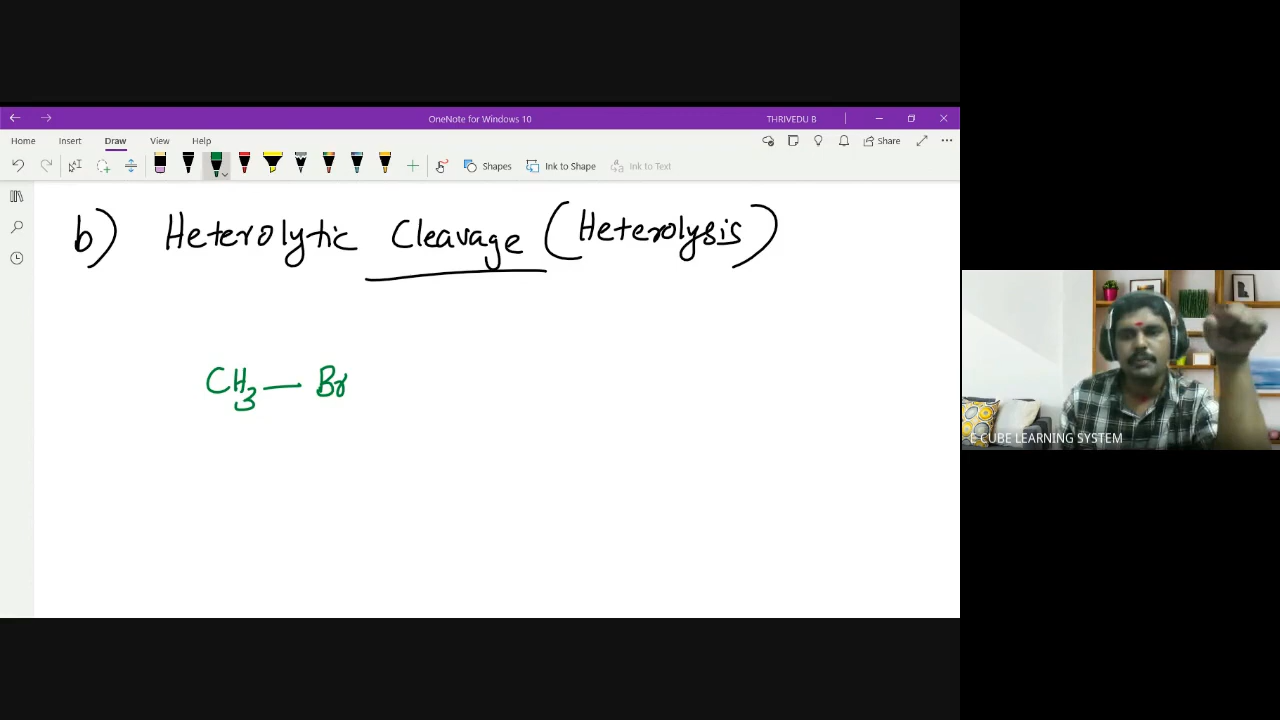 OneNote for Windows 10
THRIVEDU B
Home Insert Draw View Help
Share
Shapes Ink to Shape Ink to Text
b) Heterolytic Cleavage (Heterolysis)
CH3 — Br
E CUBE LEARNING SYSTEM